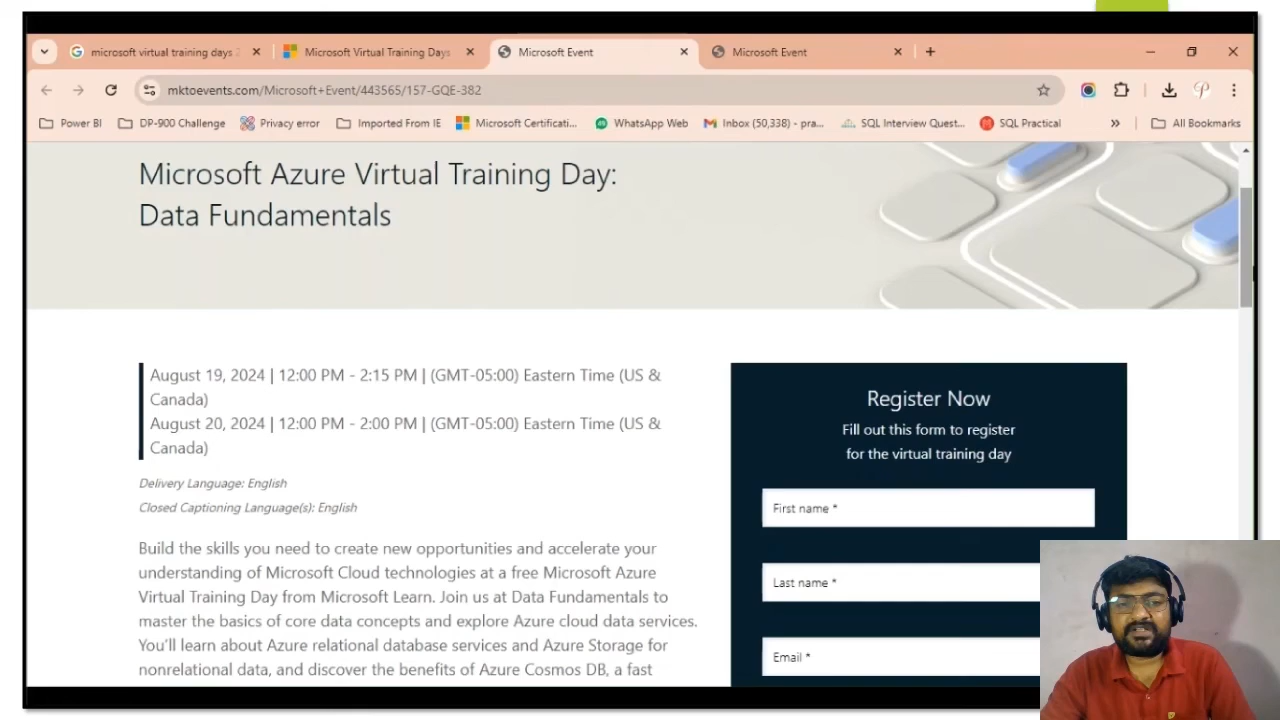 microsoft virtual training days 2
Microsoft Virtual Training Days
Microsoft Event
Microsoft Event
mktoevents.com/Microsoft+Event/443565/157-GQE-382
Power BI
DP-900 Challenge
Privacy error
Imported From IE
Microsoft Certificati...
WhatsApp Web
Inbox (50,338) - pra...
SQL Interview Quest...
SQL Practical
All Bookmarks
Microsoft Azure Virtual Training Day:
Data Fundamentals
August 19, 2024 | 12:00 PM - 2:15 PM | (GMT-05:00) Eastern Time (US &
Canada)
August 20, 2024 | 12:00 PM - 2:00 PM | (GMT-05:00) Eastern Time (US &
Canada)
Delivery Language: English
Closed Captioning Language(s): English
Build the skills you need to create new opportunities and accelerate your
understanding of Microsoft Cloud technologies at a free Microsoft Azure
Virtual Training Day from Microsoft Learn. Join us at Data Fundamentals to
master the basics of core data concepts and explore Azure cloud data services.
You'll learn about Azure relational database services and Azure Storage for
nonrelational data, and discover the benefits of Azure Cosmos DB, a fast
Register Now
Fill out this form to register
for the virtual training day
First name *
Last name *
Email *